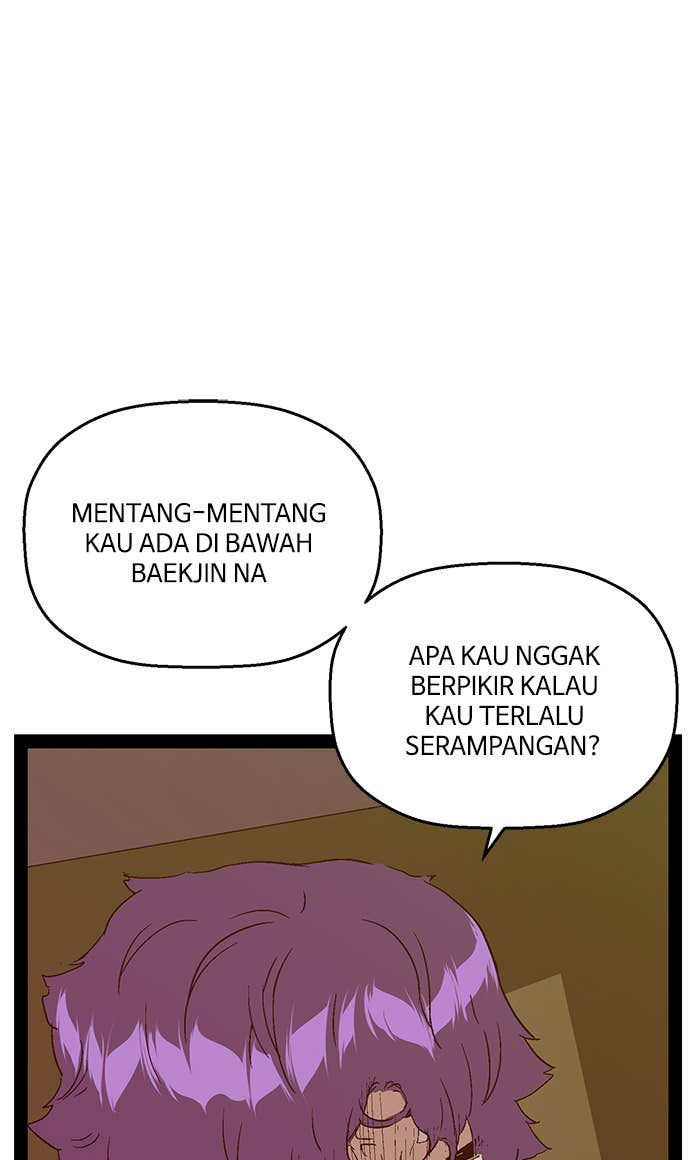 MENTANG-MENTANG
KAU ADA DI BAWAH
BAEKJIN NA
APA KAU NGGAK
BERPIKIR KALAU
KAU TERLALU
SERAMPANGAN?